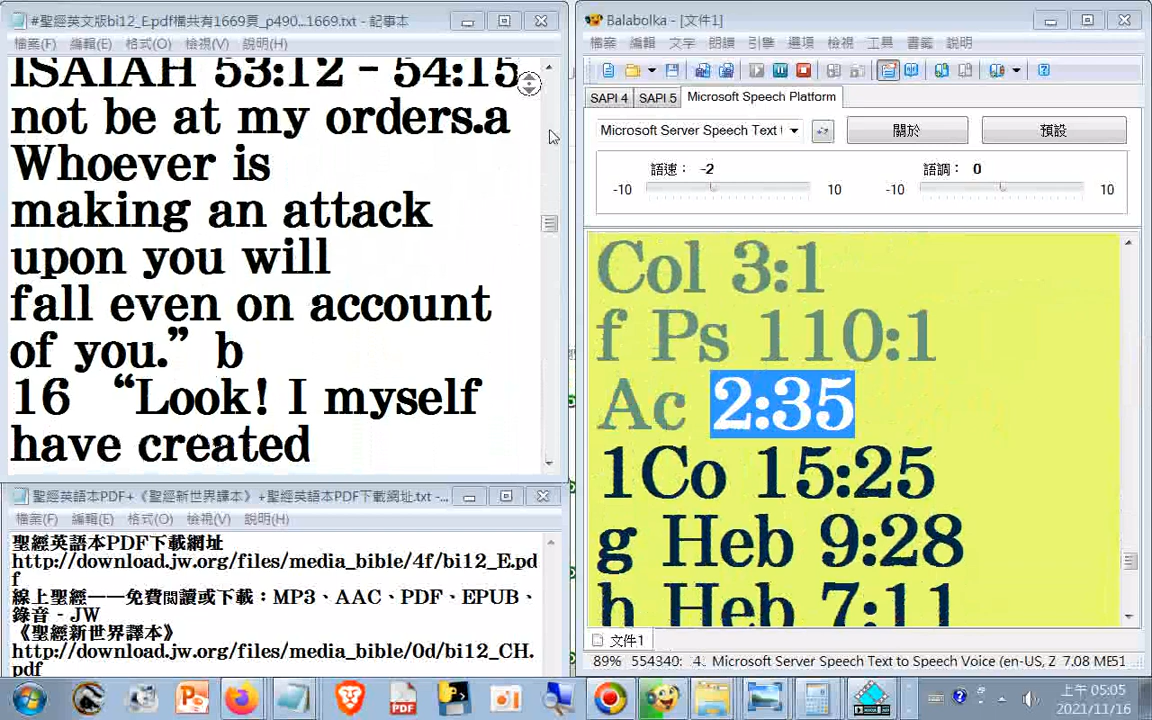 #聖經英文版bi12_E.pdf檔共有1669頁_p490...1669.txt - 記事本
檔案(F) 編輯(E) 格式(O) 檢視(V) 說明(H)
ISAIAH 53:12 – 54:15
not be at my orders.a
Whoever is
making an attack
upon you will
fall even on account
of you.” b
16 “Look! I myself
have created
聖經英語本PDF+《聖經新世界譯本》+聖經英語本PDF下載網址.txt -...
檔案(F) 編輯(E) 格式(O) 檢視(V) 說明(H)
聖經英語本PDF下載網址
http://download.jw.org/files/media_bible/4f/bi12_E.pd
f
線上聖經——免費閱讀或下載：MP3、AAC、PDF、EPUB、
錄音 - JW
《聖經新世界譯本》
http://download.jw.org/files/media_bible/0d/bi12_CH.
pdf
Balabolka - [文件1]
檔案 編輯 文字 朗讀 引擎 選項 檢視 工具 書籤 說明
SAPI 4 SAPI 5 Microsoft Speech Platform
Microsoft Server Speech Text 關於 預設
語速： -2 語調： 0
-10 10 -10 10
Col 3:1
f Ps 110:1
Ac 2:35
1Co 15:25
g Heb 9:28
h Heb 7:11
文件1
89% 554340: 4. Microsoft Server Speech Text to Speech Voice (en-US, Z 7.08 ME51
上午 05:05
2021/11/16